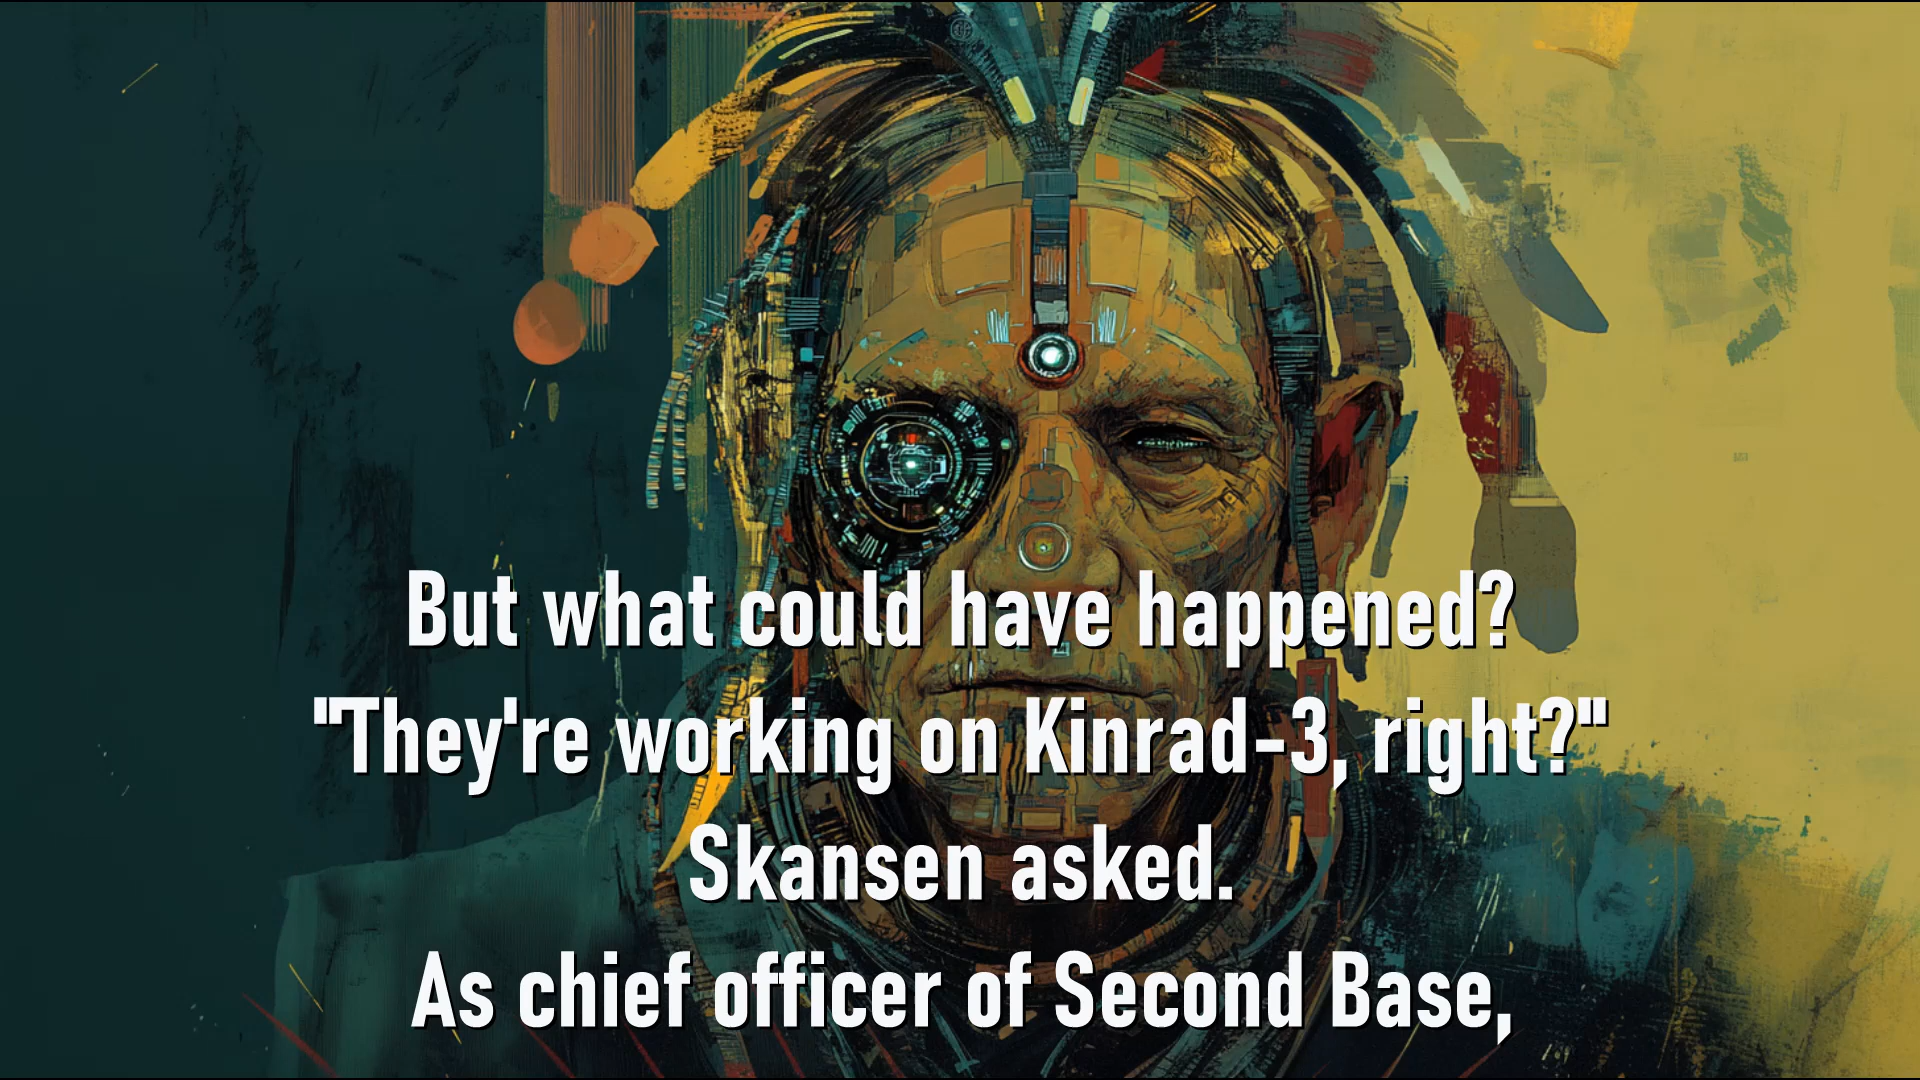 But what could have happened?
"They're working on Kinrad-3, right?"
Skansen asked.
As chief officer of Second Base,